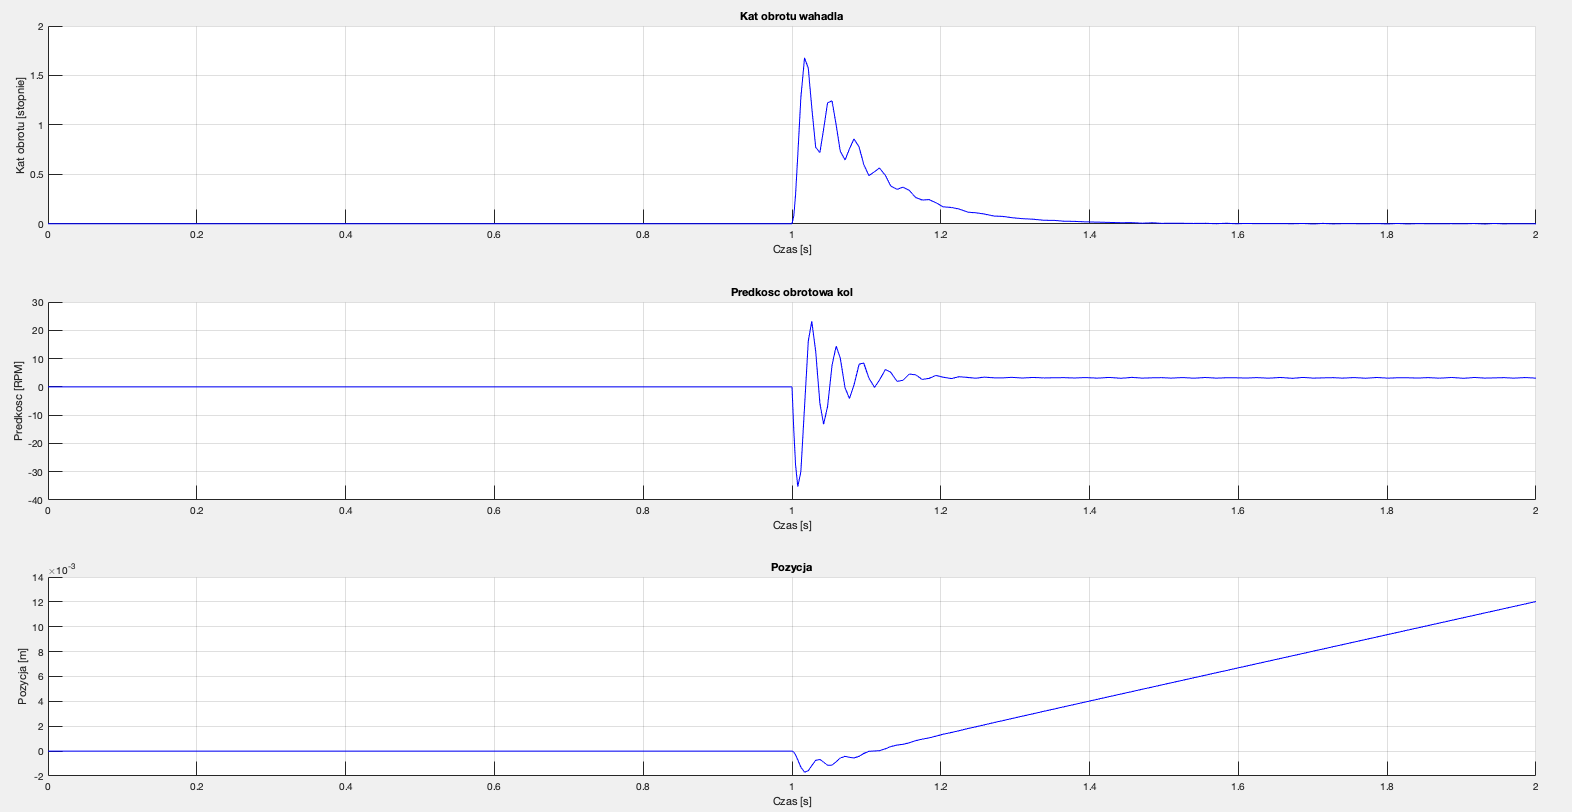 Kat obrotu wahadla
Kat obrotu [stopnie]
2
1.5
1
0.5
0
0 0.2 0.4 0.6 0.8 1 1.2 1.4 1.6 1.8 2
Czas [s]
Predkosc obrotowa kol
Predkosc [RPM]
30
20
10
0
-10
-20
-30
-40
0 0.2 0.4 0.6 0.8 1 1.2 1.4 1.6 1.8 2
Czas [s]
Pozycja
×10-3
Pozycja [m]
14
12
10
8
6
4
2
0
-2
0 0.2 0.4 0.6 0.8 1 1.2 1.4 1.6 1.8 2
Czas [s]